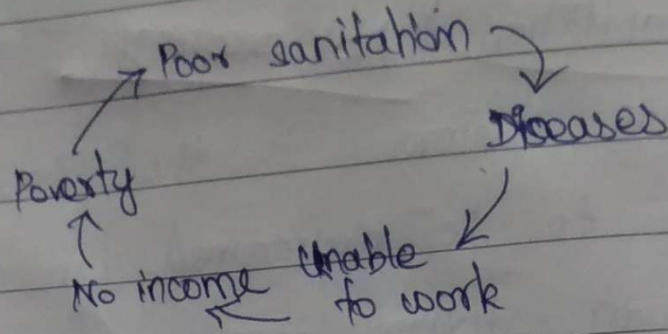 Poor sanitation
Diseases
Poverty
Unable
to work
No income